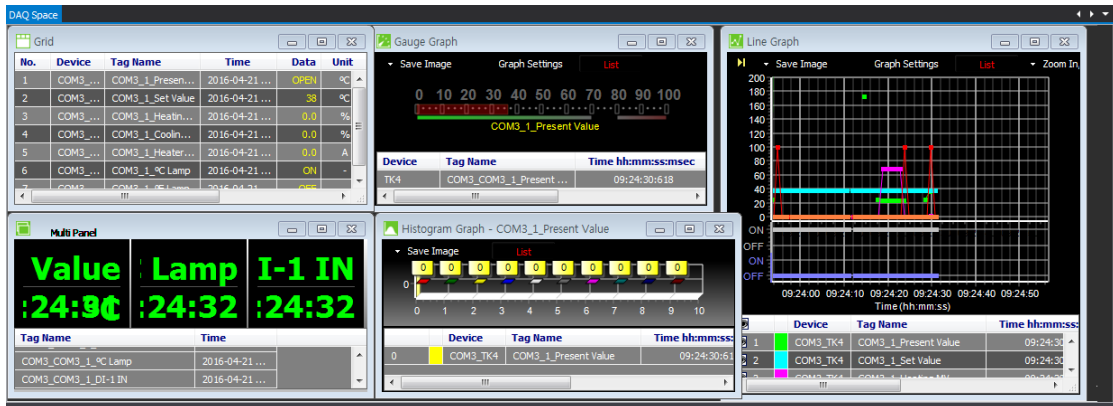 DAQ Space
Grid
No. Device Tag Name Time Data Unit
1 COM3_... COM3_1_Presen... 2016-04-21 ... OPEN ºC
2 COM3_... COM3_1_Set Value 2016-04-21 ... 38 ºC
3 COM3_... COM3_1_Heatin... 2016-04-21 ... 0.0 %
4 COM3_... COM3_1_Coolin... 2016-04-21 ... 0.0 %
5 COM3_... COM3_1_Heater... 2016-04-21 ... 0.0 A
6 COM3_... COM3_1_ºC Lamp 2016-04-21 ... ON -
Gauge Graph
Save Image Graph Settings List
0 10 20 30 40 50 60 70 80 90 100
COM3_1_Present Value
Device Tag Name Time hh:mm:ss:msec
TK4 COM3_COM3_1_Present ... 09:24:30:618
Line Graph
Save Image Graph Settings List Zoom In,
200
180
160
140
120
100
80
60
40
20
0
ON
OFF
ON
OFF
09:24:00 09:24:10 09:24:20 09:24:30 09:24:40 09:24:50
Time(hh:mm:ss)
Device Tag Name Time hh:mm:ss:
1 COM3_TK4 COM3_1_Present Value 09:24:30
2 COM3_TK4 COM3_1_Set Value 09:24:30
Multi Panel
Value Lamp I-1 IN
:24:32 :24:32
Tag Name Time
COM3_COM3_1_ºC Lamp 2016-04-21 ...
COM3_COM3_1_DI-1 IN 2016-04-21 ...
Histogram Graph - COM3_1_Present Value
Save Image List
0 0 0 0 0 0 0 0 0 0
0
0 1 2 3 4 5 6 7 8 9 10
Device Tag Name Time hh:mm:ss
0 COM3_TK4 COM3_1_Present Value 09:24:30:61